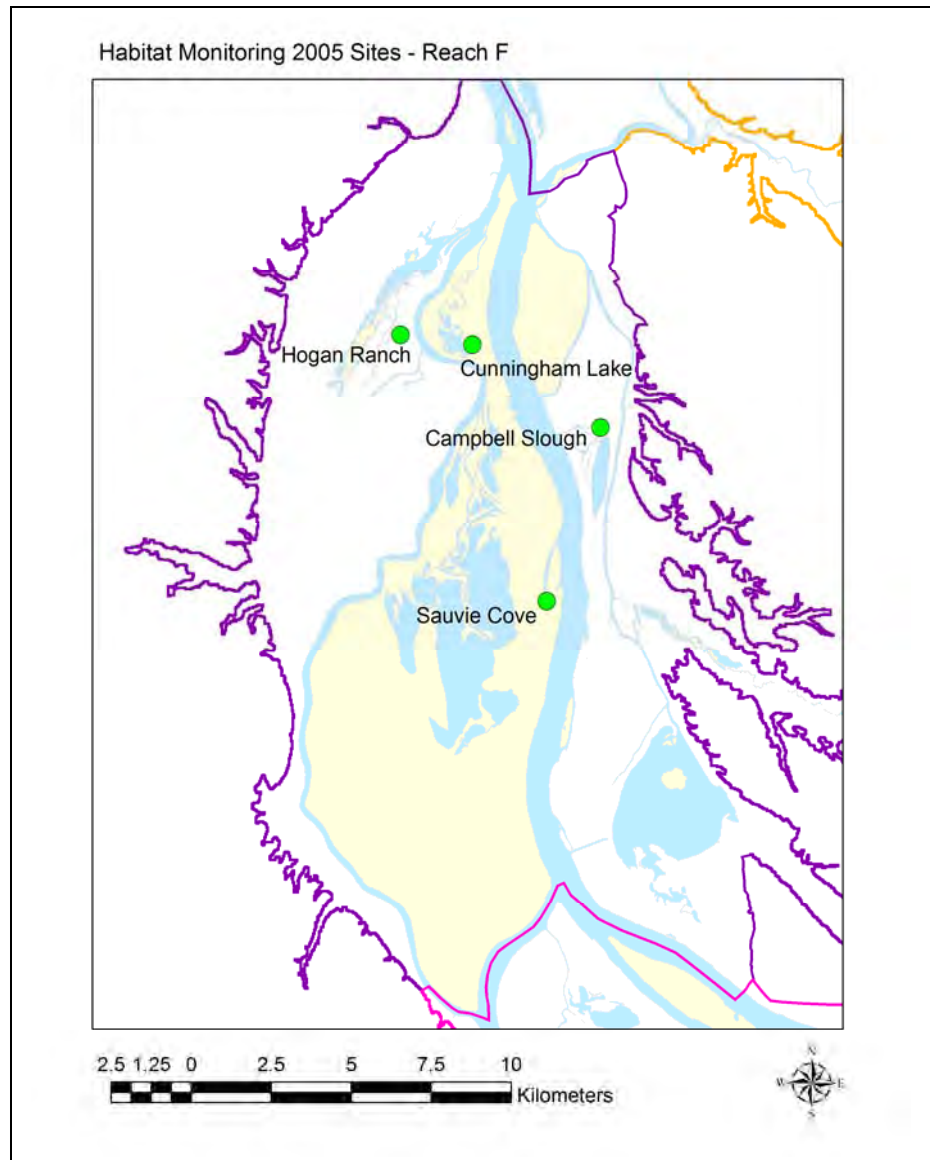 Habitat Monitoring 2005 Sites - Reach F
Hogan Ranch
Cunningham Lake
Campbell Slough
Sauvie Cove
2.5 1.25 0 2.5 5 7.5 10
Kilometers
N
W E
S